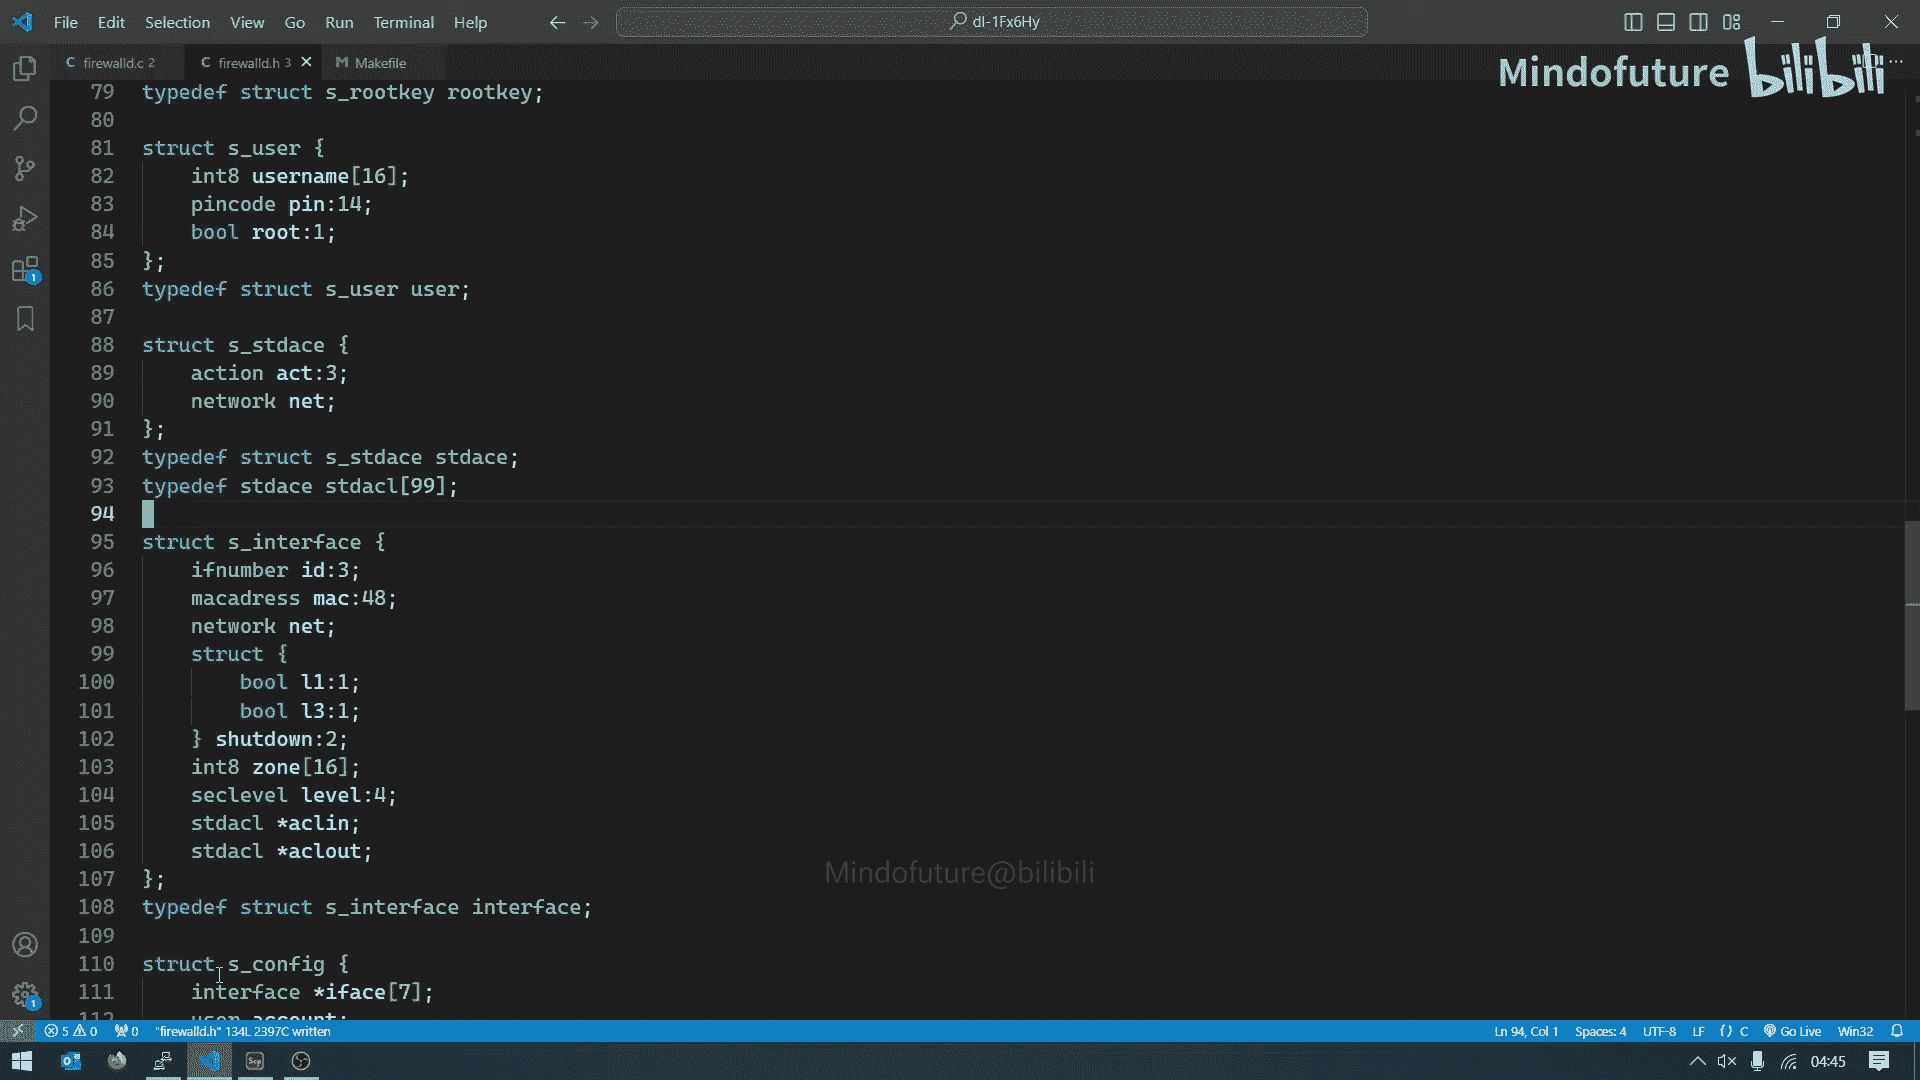 File Edit Selection View Go Run Terminal Help
dl-1Fx6Hy
C firewalld.c 2
C firewalld.h 3
M Makefile
Mindofuture bilibili
79 typedef struct s_rootkey rootkey;
80
81 struct s_user {
82 int8 username[16];
83 pincode pin:14;
84 bool root:1;
85 };
86 typedef struct s_user user;
87
88 struct s_stdace {
89 action act:3;
90 network net;
91 };
92 typedef struct s_stdace stdace;
93 typedef stdace stdacl[99];
94
95 struct s_interface {
96 ifnumber id:3;
97 macadress mac:48;
98 network net;
99 struct {
100 bool l1:1;
101 bool l3:1;
102 } shutdown:2;
103 int8 zone[16];
104 seclevel level:4;
105 stdacl *aclin;
106 stdacl *aclout;
Mindofuture@bilibili
107 };
108 typedef struct s_interface interface;
109
110 struct s_config {
111 interface *iface[7];
112 user account;
5 0 0 "firewalld.h" 134L 2397C written
Ln 94, Col 1 Spaces: 4 UTF-8 LF {} C Go Live Win32
04:45